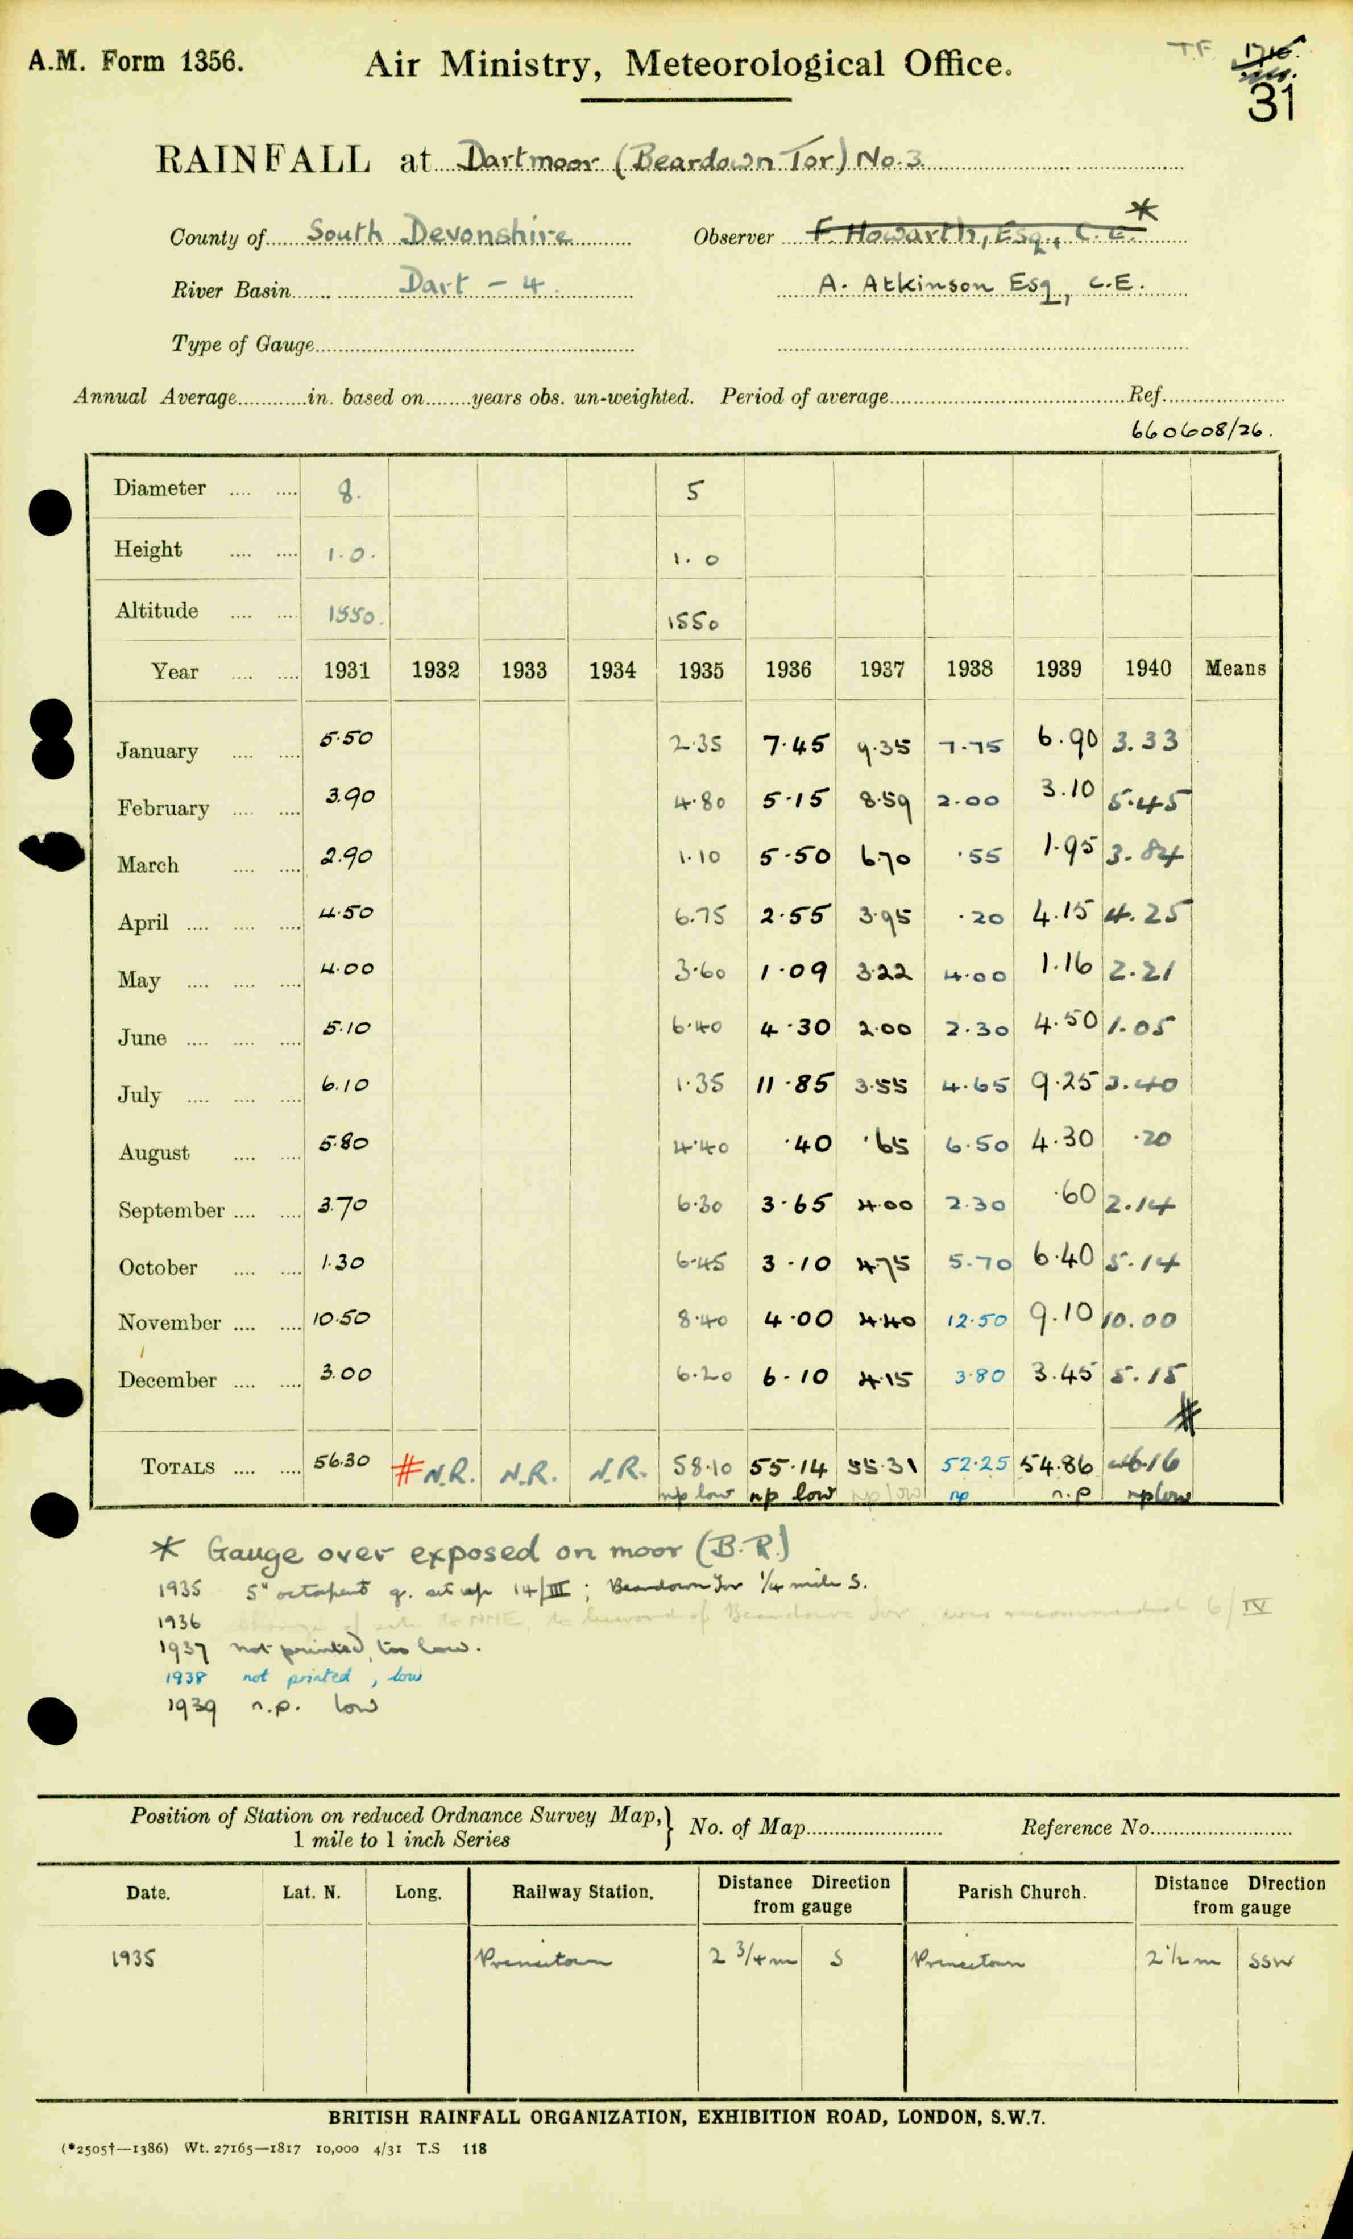 A.M. Form 1356.
Air Ministry, Meteorological Office.
T.F.
31
RAINFALL at Dartmoor (Beardown Tor) No. 3
County of South Devonshire Observer F. Howarth, Esq., C.E. *
River Basin Dart - 4. A. Atkinson Esq, C.E.
Type of Gauge
Annual Average in. based on years obs. un-weighted. Period of average Ref.
660608/26.
Diameter 8. 5
Height 1.0. 1.0
Altitude 1550. 1550
Year 1931 1932 1933 1934 1935 1936 1937 1938 1939 1940 Means
January 5.50 2.35 7.45 9.35 7.75 6.90 3.33
February 3.90 4.80 5.15 8.59 2.00 3.10 5.45
March 2.90 1.10 5.50 6.70 .55 1.95 3.84
April 4.50 6.75 2.55 3.95 .20 4.15 4.25
May 4.00 3.60 1.09 3.22 4.00 1.16 2.21
June 5.10 6.40 4.30 2.00 2.30 4.50 1.05
July 6.10 1.35 11.85 3.55 4.65 9.25 3.40
August 5.80 4.40 .40 .65 6.50 4.30 .20
September 3.70 6.30 3.65 4.00 2.30 .60 2.14
October 1.30 6.45 3.10 4.75 5.70 6.40 5.14
November 10.50 8.40 4.00 4.40 12.50 9.10 10.00
December 3.00 6.20 6.10 4.15 3.80 3.45 5.15
#
TOTALS 56.30 # N.R. N.R. N.R. 58.10 55.14 55.31 52.25 54.86 46.16
np low np low np low np n.p np low
* Gauge over exposed on moor (B.R.)
1935 5" octapent g. set up 14/III ; Beardown Tor 1/4 mile S.
1936 Change of site to NNE, to leeward of Beardown Tor, was recommended 6/IV
1937 not printed, too low.
1938 not printed, low
1939 n.p. low
Position of Station on reduced Ordnance Survey Map, } No. of Map Reference No.
1 mile to 1 inch Series
Date. Lat. N. Long. Railway Station. Distance Direction from gauge Parish Church. Distance Direction from gauge
1935 Princetown 2 3/4 m S Princetown 2 1/2 m SSW
BRITISH RAINFALL ORGANIZATION, EXHIBITION ROAD, LONDON, S.W.7.
(*2505†—1386) Wt. 27165—1817 10,000 4/31 T.S 118